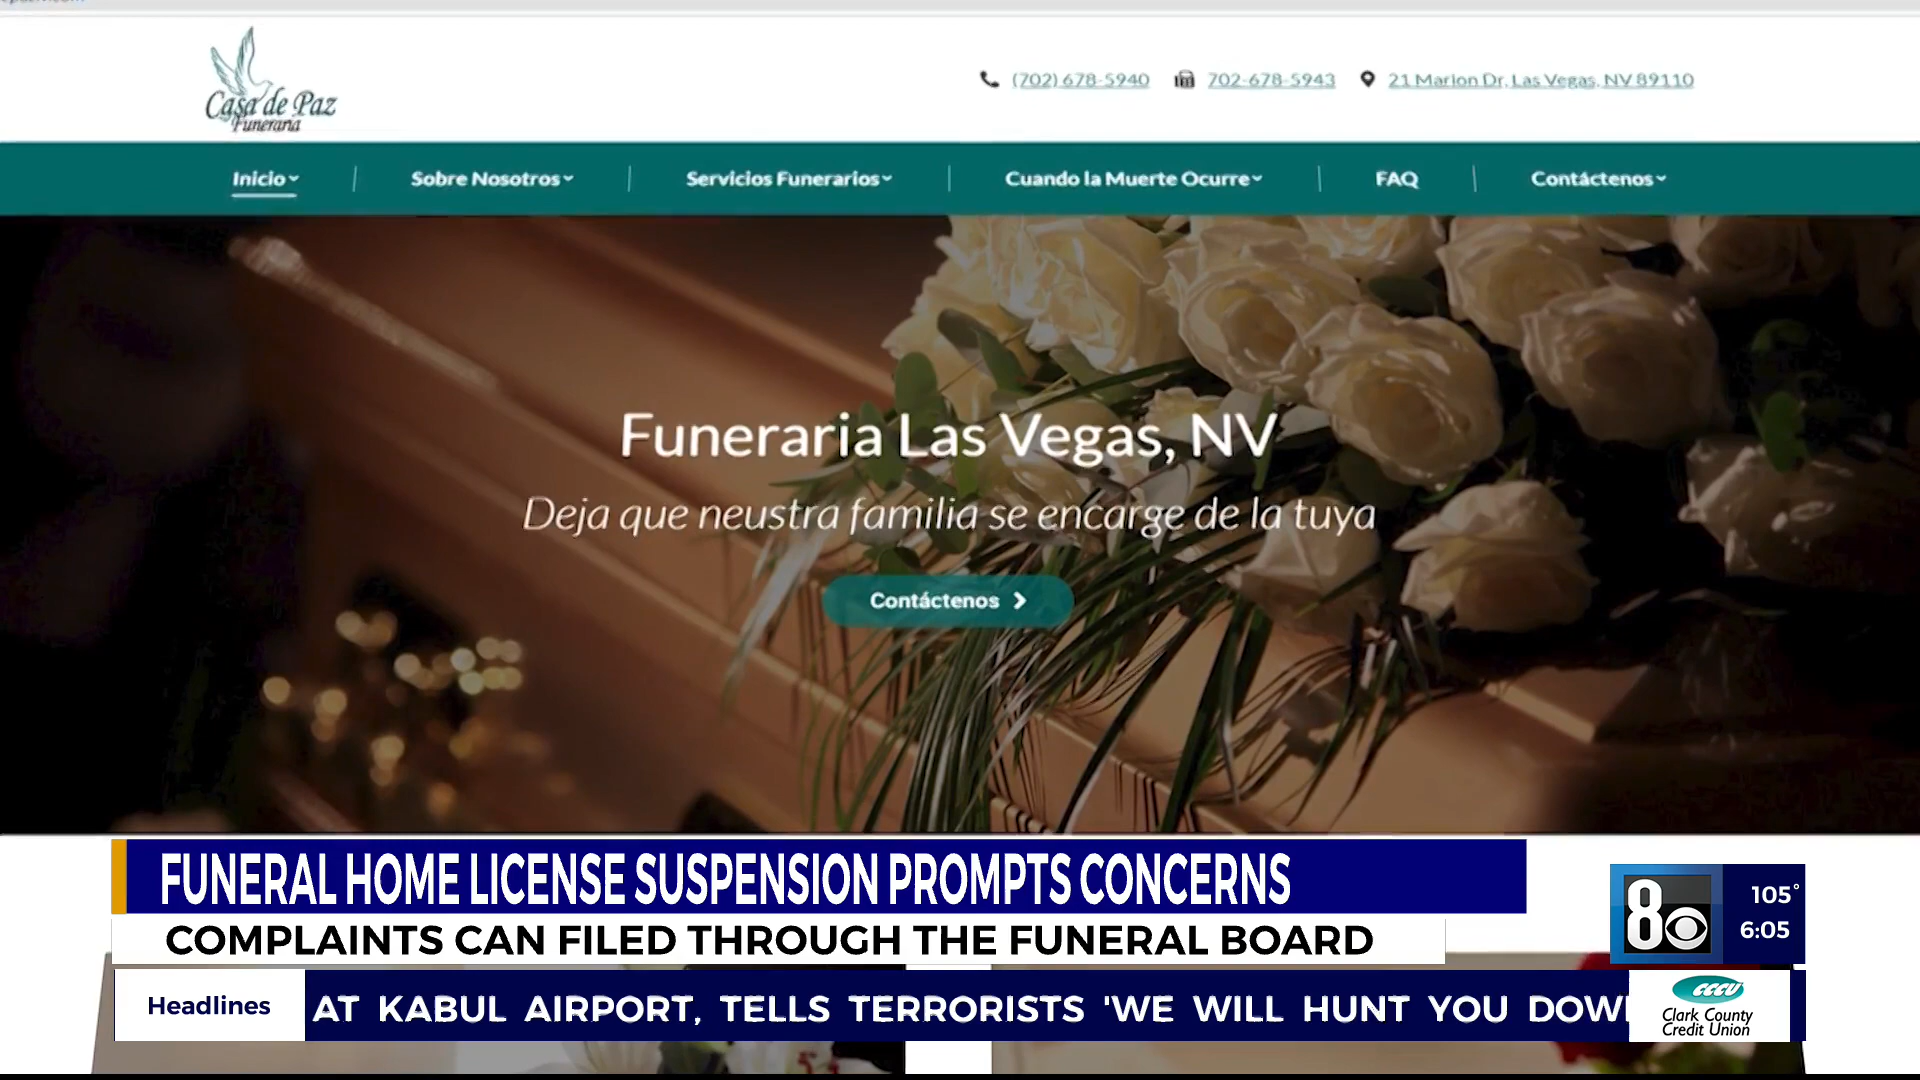 Casa de Paz
Funeraria
(702) 678-5940
702-678-5943
21 Marion Dr, Las Vegas, NV 89110
Inicio
Sobre Nosotros
Servicios Funerarios
Cuando la Muerte Ocurre
FAQ
Contáctenos
Funeraria Las Vegas, NV
Deja que neustra familia se encarge de la tuya
Contáctenos
FUNERAL HOME LICENSE SUSPENSION PROMPTS CONCERNS
COMPLAINTS CAN FILED THROUGH THE FUNERAL BOARD
8
105°
6:05
Headlines
AT KABUL AIRPORT, TELLS TERRORISTS 'WE WILL HUNT YOU DOW
CCCU
Clark County
Credit Union